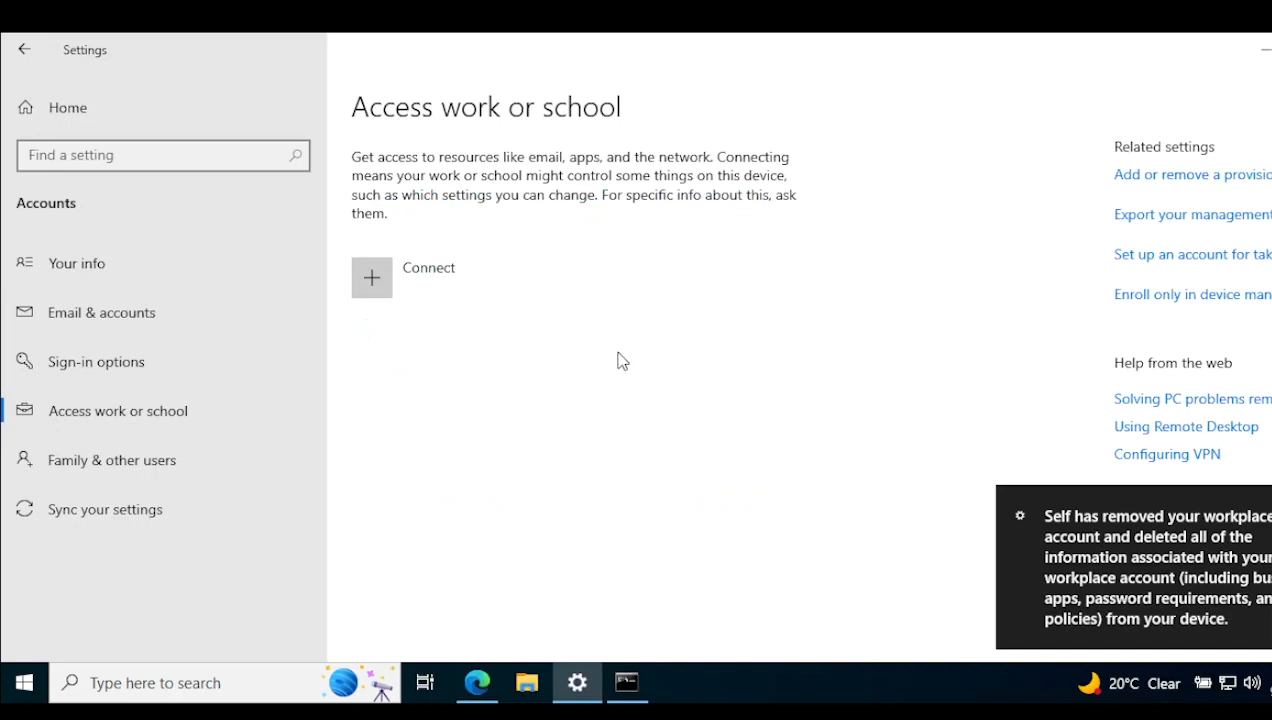 Settings
Home
Find a setting
Accounts
Your info
Email & accounts
Sign-in options
Access work or school
Family & other users
Sync your settings
Access work or school
Get access to resources like email, apps, and the network. Connecting
means your work or school might control some things on this device,
such as which settings you can change. For specific info about this, ask
them.
Connect
Related settings
Add or remove a provisio
Export your management
Set up an account for tak
Enroll only in device man
Help from the web
Solving PC problems rem
Using Remote Desktop
Configuring VPN
Self has removed your workplace
account and deleted all of the
information associated with your
workplace account (including bu
apps, password requirements, an
policies) from your device.
Type here to search
20°C Clear